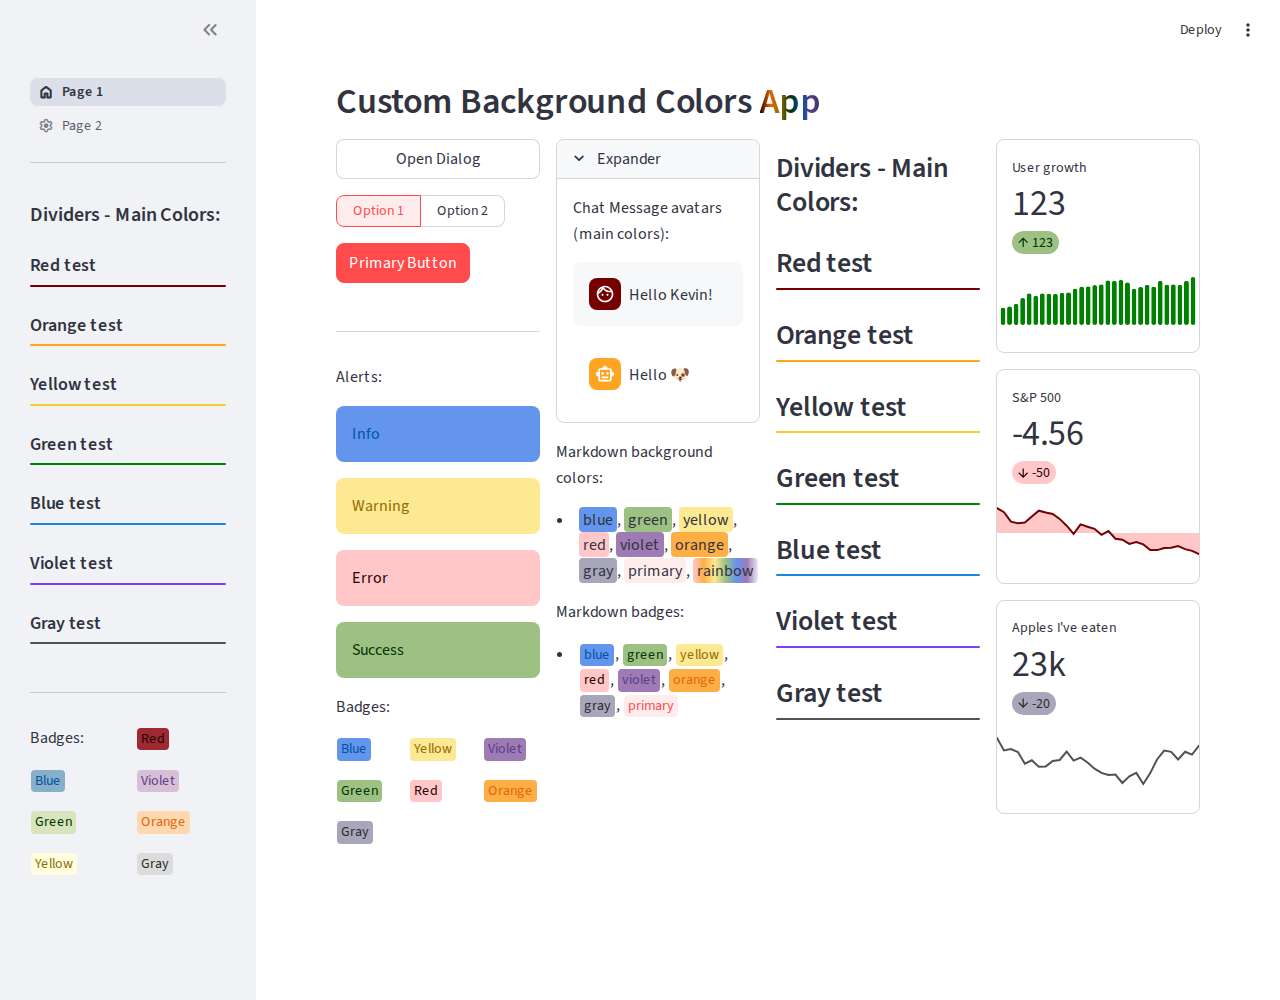 Deploy
Page 1
Page 2
Dividers - Main Colors:
Red test
Orange test
Yellow test
Green test
Blue test
Violet test
Gray test
Badges:
Red
Blue
Violet
Green
Orange
Yellow
Gray
Custom Background Colors App
Open Dialog
Option 1
Option 2
Primary Button
Alerts:
Info
Warning
Error
Success
Badges:
Blue
Yellow
Violet
Green
Red
Orange
Gray
Expander
Chat Message avatars
(main colors):
Hello Kevin!
Hello 🐶
Markdown background
colors:
• blue, green, yellow,
red, violet, orange,
gray, primary, rainbow
Markdown badges:
• blue, green, yellow,
red, violet, orange,
gray, primary
Dividers - Main
Colors:
Red test
Orange test
Yellow test
Green test
Blue test
Violet test
Gray test
User growth
123
↑ 123
S&P 500
-4.56
↓ -50
Apples I've eaten
23k
↓ -20